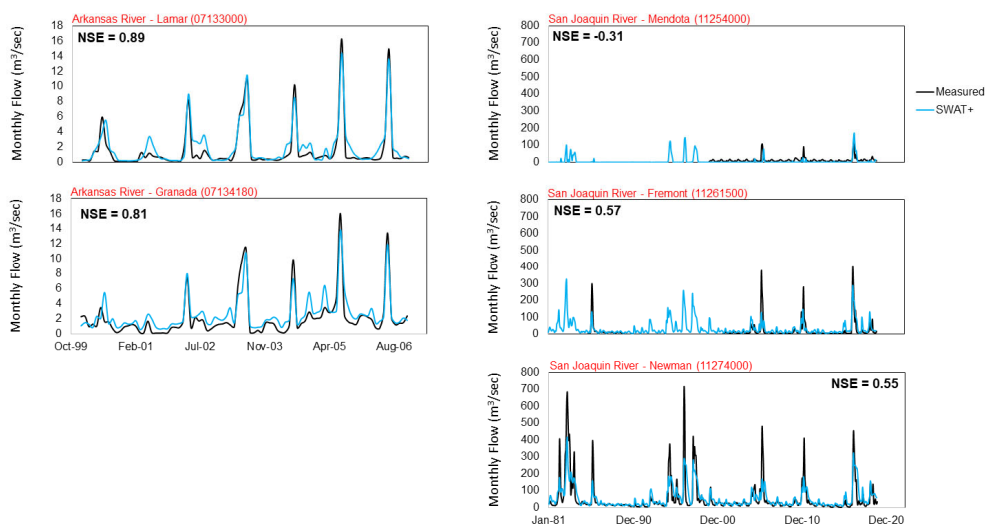 Arkansas River - Lamar (07133000)
NSE = 0.89
Monthly Flow (m³/sec)
18
16
14
12
10
8
6
4
2
0
Arkansas River - Granada (07134180)
NSE = 0.81
Monthly Flow (m³/sec)
18
16
14
12
10
8
6
4
2
0
Oct-99 Feb-01 Jul-02 Nov-03 Apr-05 Aug-06
San Joaquin River - Mendota (11254000)
NSE = -0.31
Monthly Flow (m³/sec)
800
700
600
500
400
300
200
100
0
Measured
SWAT+
San Joaquin River - Fremont (11261500)
NSE = 0.57
Monthly Flow (m³/sec)
800
700
600
500
400
300
200
100
0
San Joaquin River - Newman (11274000)
NSE = 0.55
Monthly Flow (m³/sec)
800
700
600
500
400
300
200
100
0
Jan-81 Dec-90 Dec-00 Dec-10 Dec-20